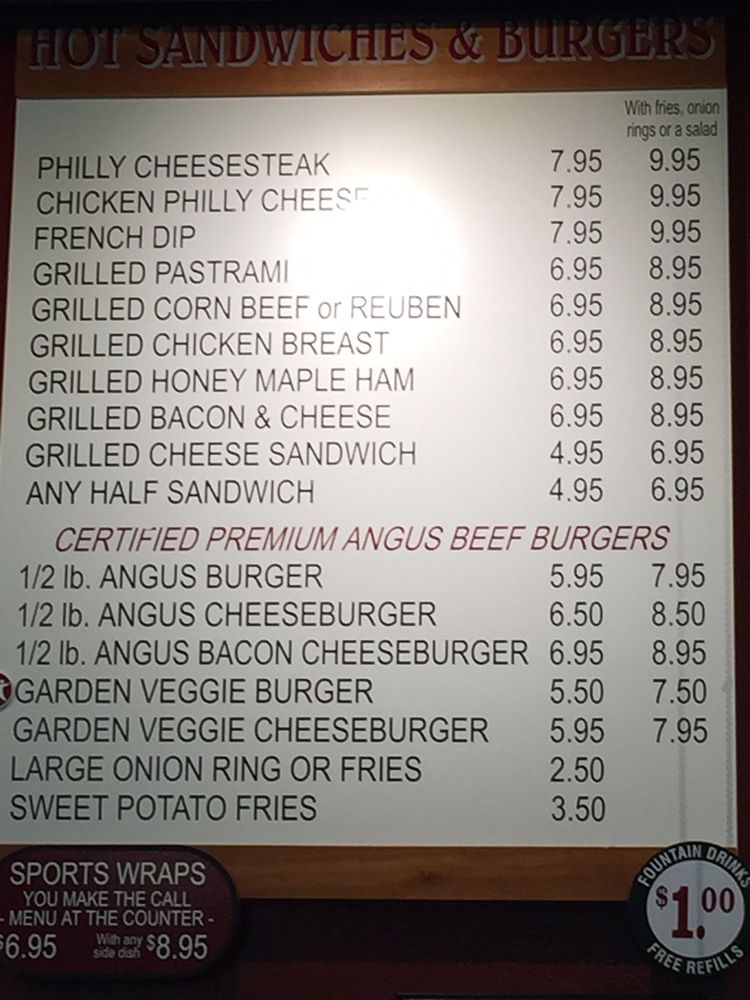 HOT SANDWICHES & BURGERS
With fries, onion
rings or a salad
PHILLY CHEESESTEAK 7.95 9.95
CHICKEN PHILLY CHEESE 7.95 9.95
FRENCH DIP 7.95 9.95
GRILLED PASTRAMI 6.95 8.95
GRILLED CORN BEEF or REUBEN 6.95 8.95
GRILLED CHICKEN BREAST 6.95 8.95
GRILLED HONEY MAPLE HAM 6.95 8.95
GRILLED BACON & CHEESE 6.95 8.95
GRILLED CHEESE SANDWICH 4.95 6.95
ANY HALF SANDWICH 4.95 6.95
CERTIFIED PREMIUM ANGUS BEEF BURGERS
1/2 lb. ANGUS BURGER 5.95 7.95
1/2 lb. ANGUS CHEESEBURGER 6.50 8.50
1/2 lb. ANGUS BACON CHEESEBURGER 6.95 8.95
GARDEN VEGGIE BURGER 5.50 7.50
GARDEN VEGGIE CHEESEBURGER 5.95 7.95
LARGE ONION RING OR FRIES 2.50
SWEET POTATO FRIES 3.50
SPORTS WRAPS
YOU MAKE THE CALL
- MENU AT THE COUNTER -
$6.95 With any side dish $8.95
FOUNTAIN DRINKS
$1.00
FREE REFILLS